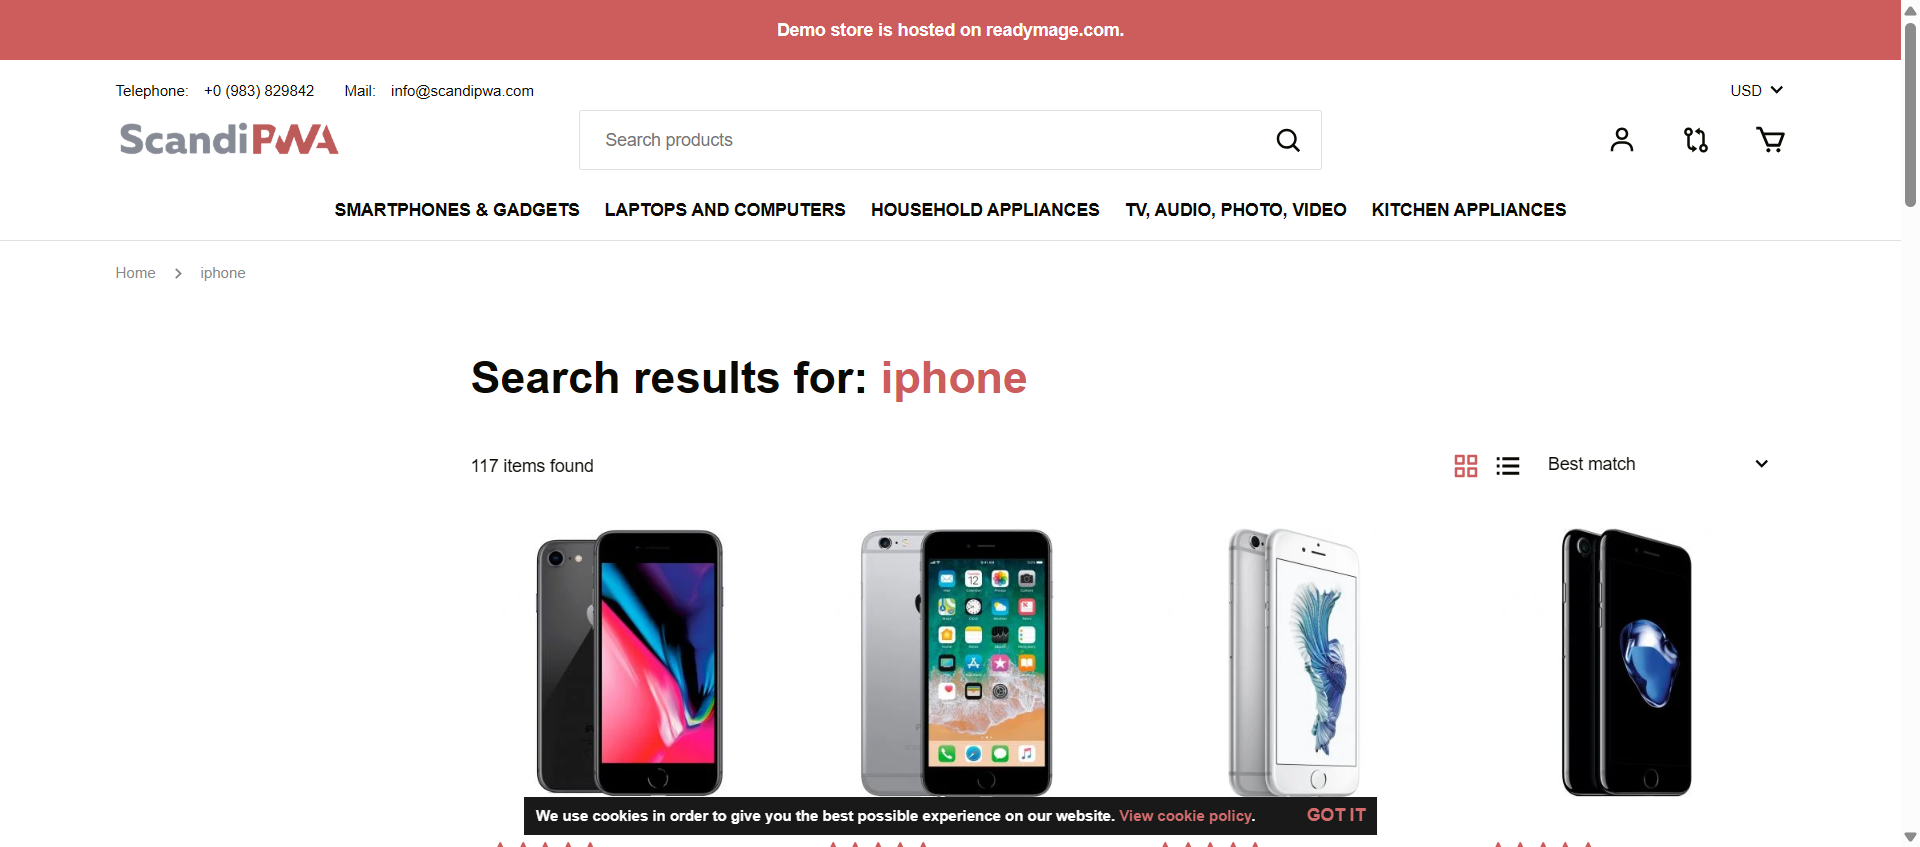 Demo store is hosted on readymage.com.
Telephone: +0 (983) 829842 Mail: info@scandipwa.com USD
ScandiPWA
Search products
SMARTPHONES & GADGETS LAPTOPS AND COMPUTERS HOUSEHOLD APPLIANCES TV, AUDIO, PHOTO, VIDEO KITCHEN APPLIANCES
Home iphone
Search results for: iphone
117 items found
Best match
We use cookies in order to give you the best possible experience on our website. View cookie policy. GOT IT